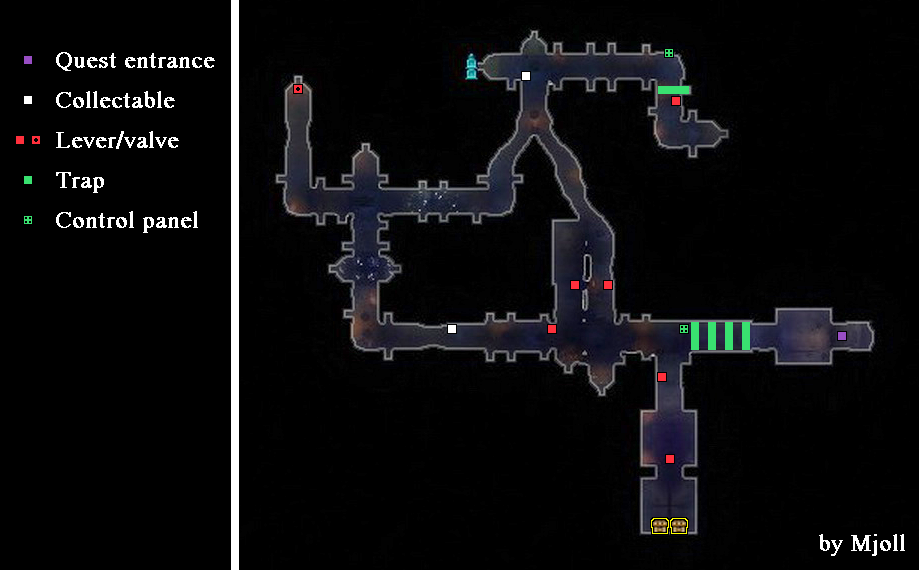 Quest entrance
Collectable
Lever/valve
Trap
Control panel
by Mjoll